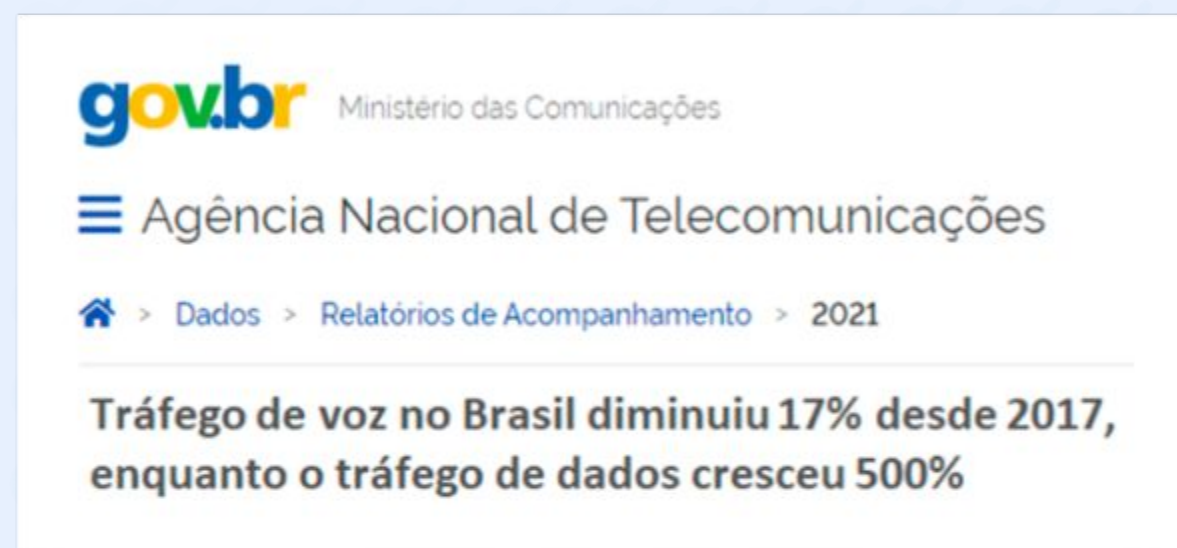 gov.br Ministério das Comunicações
Agência Nacional de Telecomunicações
> Dados > Relatórios de Acompanhamento > 2021
Tráfego de voz no Brasil diminuiu 17% desde 2017,
enquanto o tráfego de dados cresceu 500%